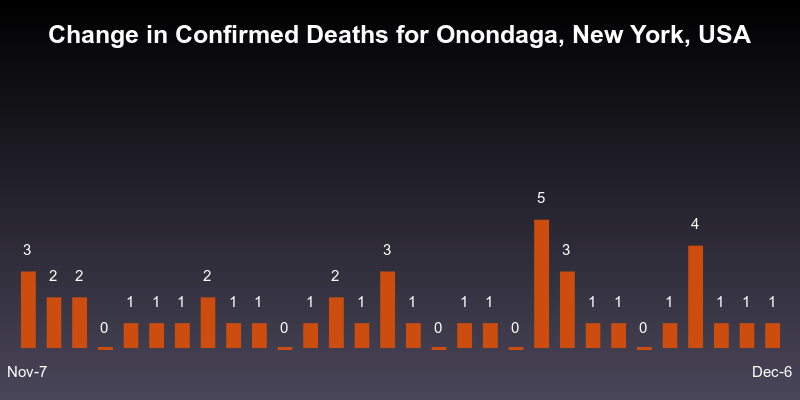 Change in Confirmed Deaths for Onondaga, New York, USA
5
4
3 3 3
2 2 2 2
1 1 1 1 1 1 1 1 1 1 1 1 1 1 1 1 1
0 0 0 0 0
Nov-7 Dec-6